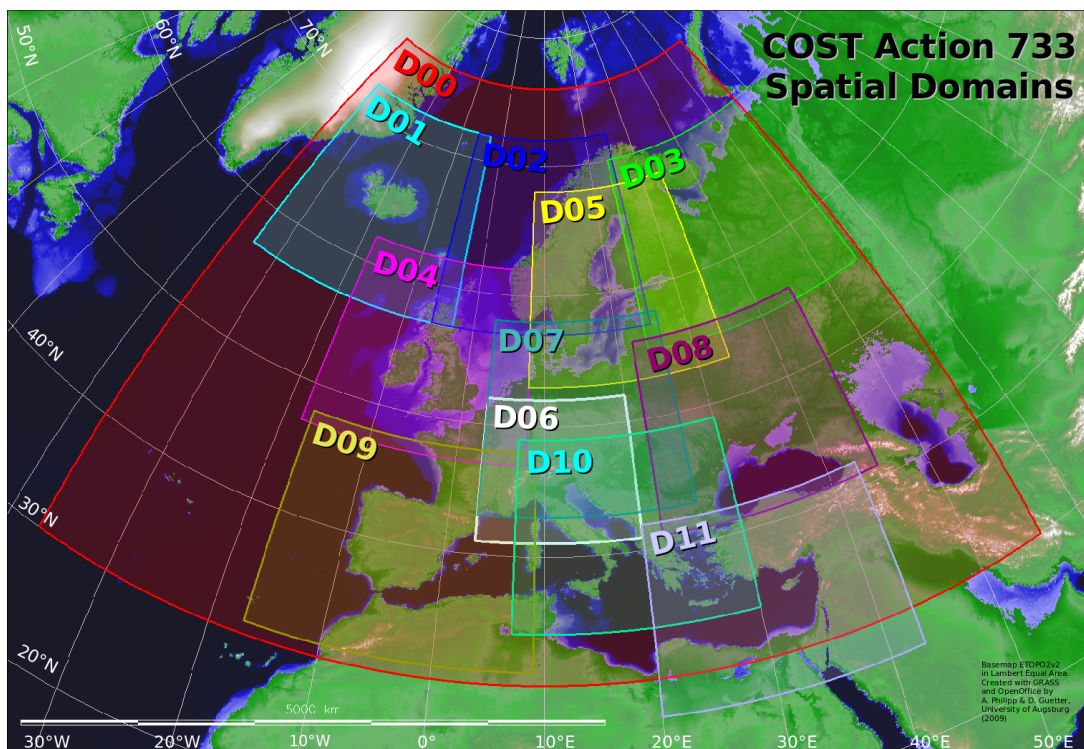 50°N
60°N
70°N
COST Action 733
Spatial Domains
D00
D01
D02
D03
D05
D04
D07
D08
40°N
D06
D09
D10
30°N
D11
20°N
5000 km
Basemap ETOPO2v2
in Lambert Equal Area.
Created with GRASS
and OpenOffice by
A. Philipp & D. Guetter,
University of Augsburg
(2009)
30°W 20°W 10°W 0°E 10°E 20°E 30°E 40°E 50°E